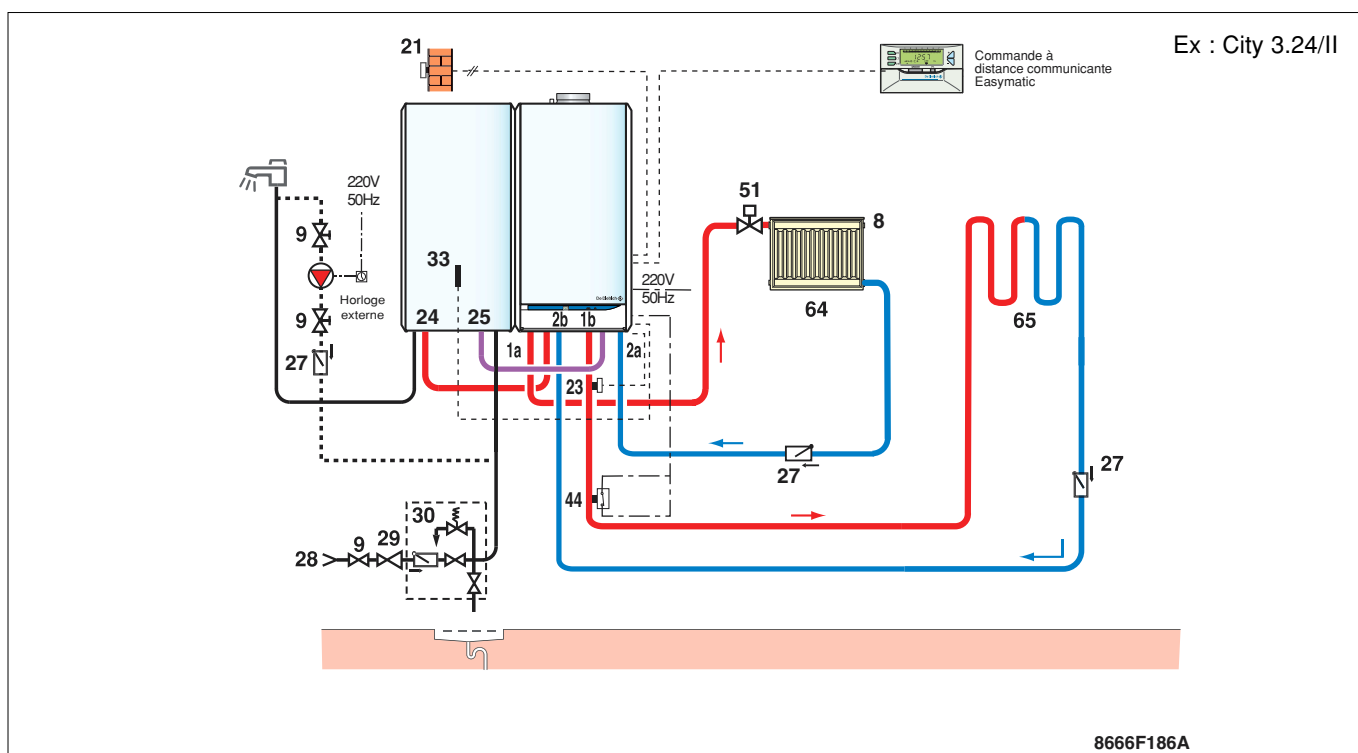 Ex : City 3.24/II
21
Commande à
distance communicante
Easymatic
220V
50Hz
51
9
8
33
220V
50Hz
Horloge
externe
De Dietrich
9
24
25
2b
1b
64
65
27
1a
2a
23
27
27
44
30
28
9
29
8666F186A